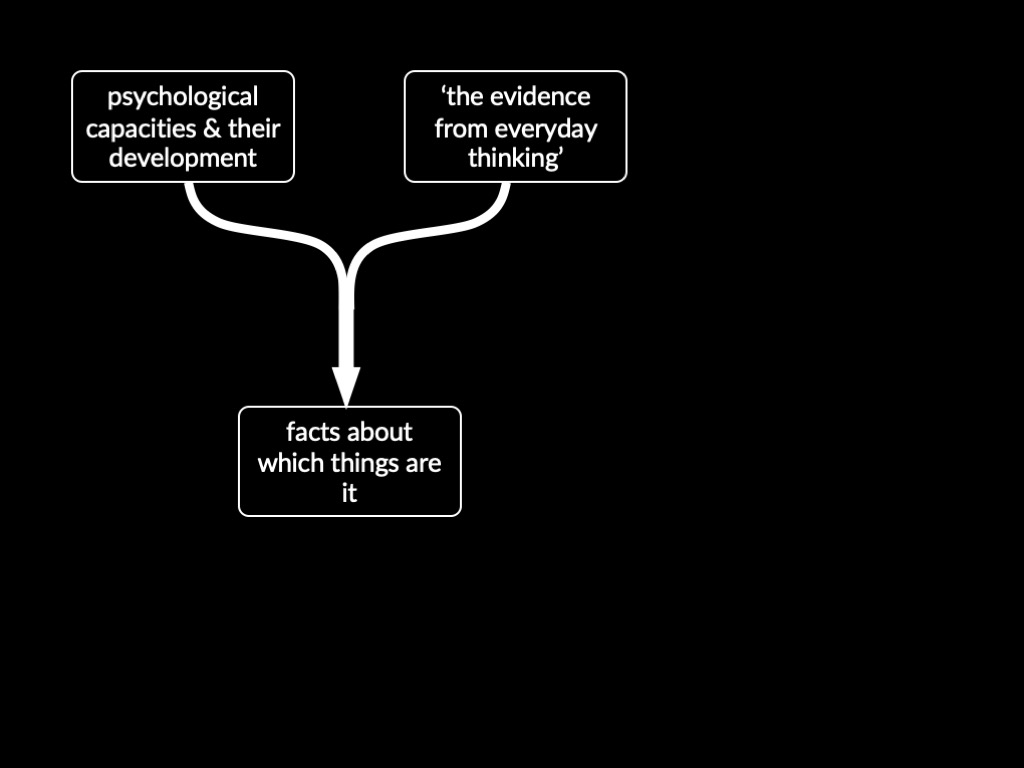 psychological
capacities & their
development
‘the evidence
from everyday
thinking’
facts about
which things are
it